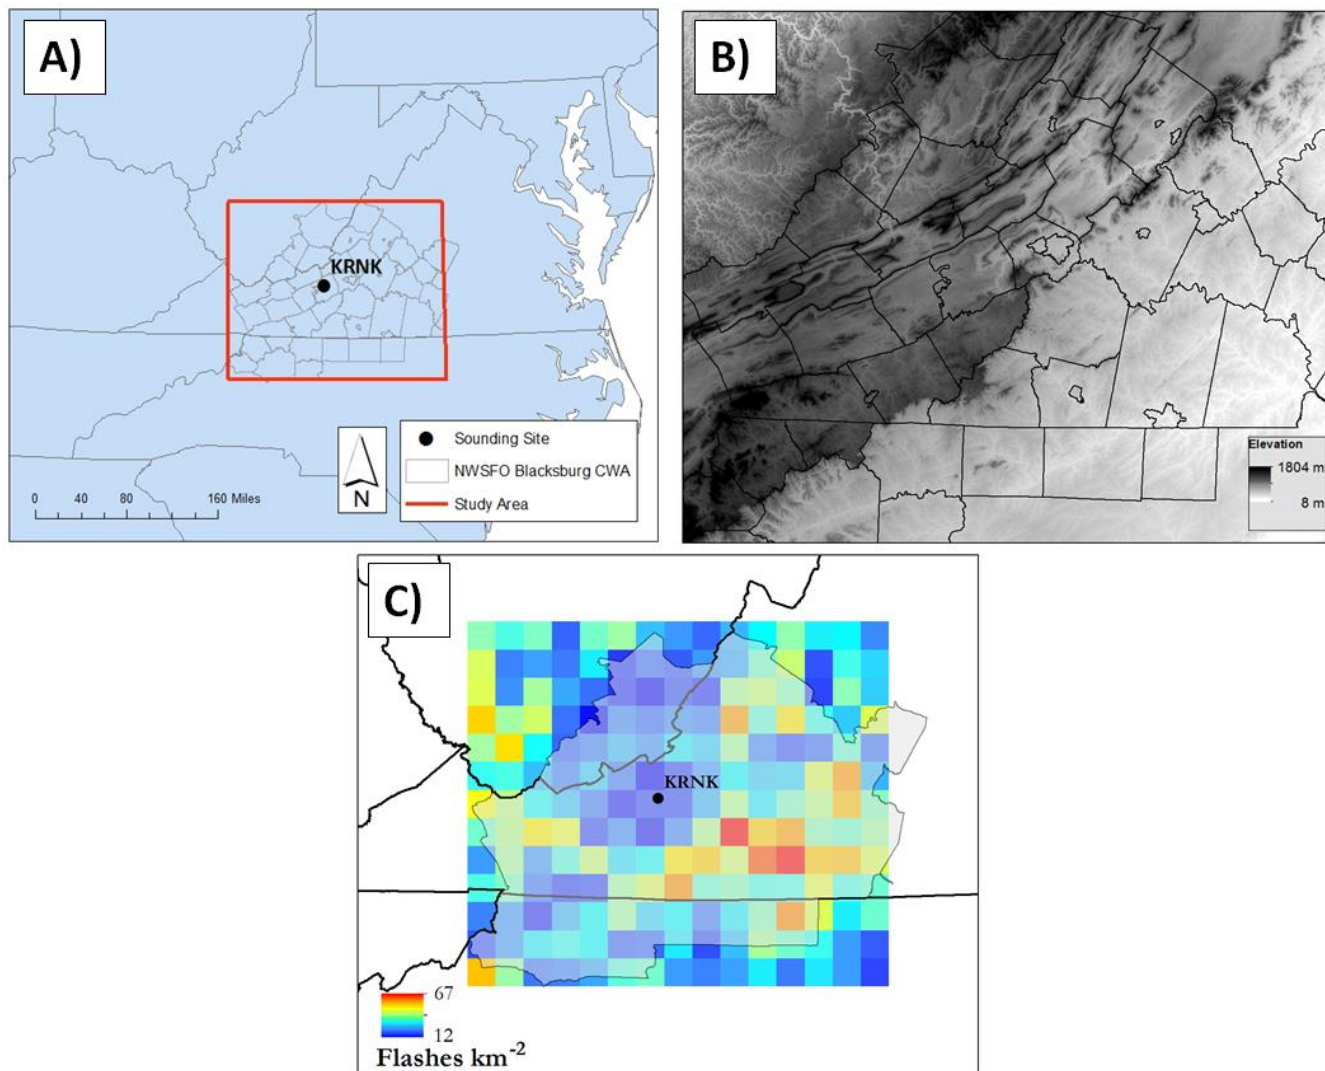 A)
KRNK
Sounding Site
NWSFO Blacksburg CWA
Study Area
N
0 40 80 160 Miles
B)
Elevation
1804 m
8 m
C)
KRNK
67
12
Flashes km⁻²